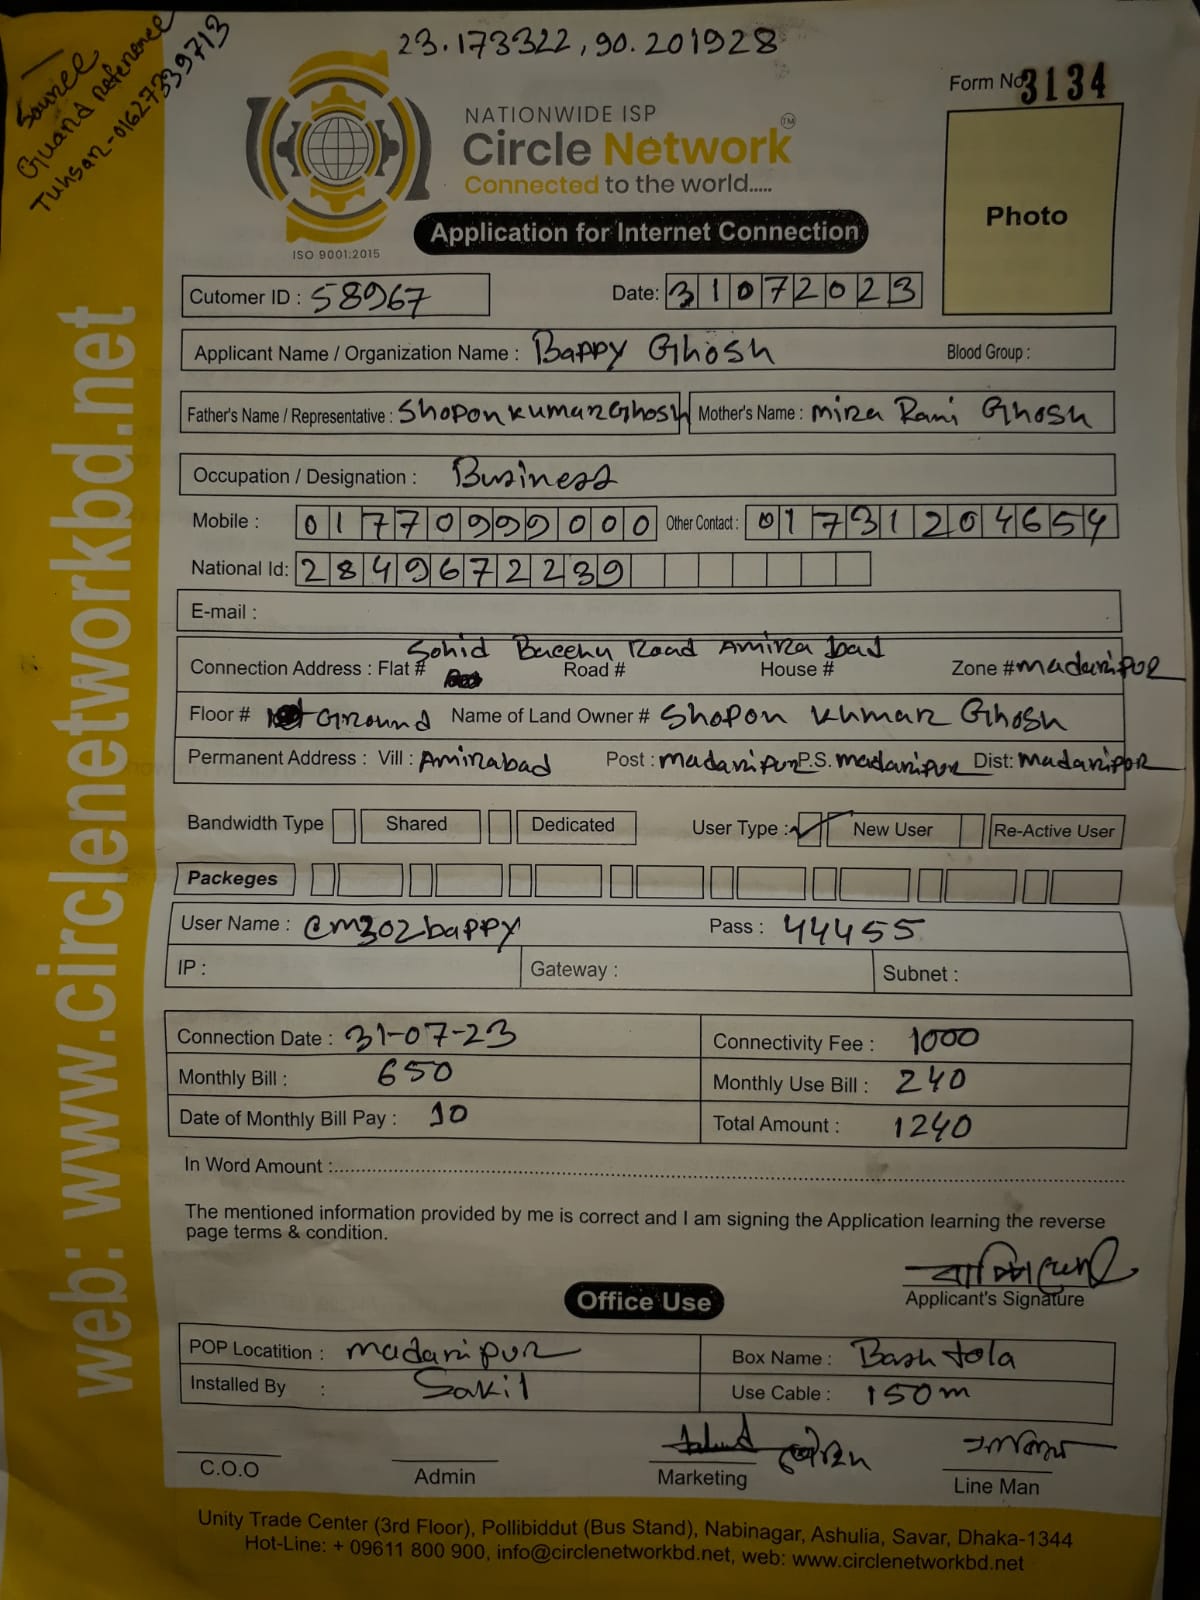 23.173322, 90.201928
Source
Guard reference
Tuhsan-01627339713
Form No 3134
NATIONWIDE ISP
Circle Network TM
Connected to the world.....
ISO 9001:2015
Application for Internet Connection
Photo
Cutomer ID : 58967
Date: 31072023
Applicant Name / Organization Name : Bappy Ghosh Blood Group :
Father's Name / Representative : Shopon kumar Ghosh Mother's Name : mira Rani Ghosh
Occupation / Designation : Business
Mobile : 01770999000 Other Contact : 01731204654
National Id: 2849672239
E-mail :
Sohid Bacchu Road Amirabad
Connection Address : Flat # Road # House # Zone # madaripur
Floor # Ground Name of Land Owner # Shopon Kumar Ghosh
Permanent Address : Vill : Amirabad Post : madaripur P.S. madaripur Dist: madaripor
Bandwidth Type Shared Dedicated User Type : New User Re-Active User
Packeges
User Name : @m302bappy Pass : 44455
IP : Gateway : Subnet :
Connection Date : 31-07-23 Connectivity Fee : 1000
Monthly Bill : 650 Monthly Use Bill : 240
Date of Monthly Bill Pay : 10 Total Amount : 1240
In Word Amount :
The mentioned information provided by me is correct and I am signing the Application learning the reverse
page terms & condition.
Applicant's Signature
Office Use
POP Locatition : madaripur Box Name : Bash tola
Installed By : Sakil Use Cable : 150m
C.O.O Admin Marketing Line Man
Unity Trade Center (3rd Floor), Pollibiddut (Bus Stand), Nabinagar, Ashulia, Savar, Dhaka-1344
Hot-Line: + 09611 800 900, info@circlenetworkbd.net, web: www.circlenetworkbd.net
web: www.circlenetworkbd.net